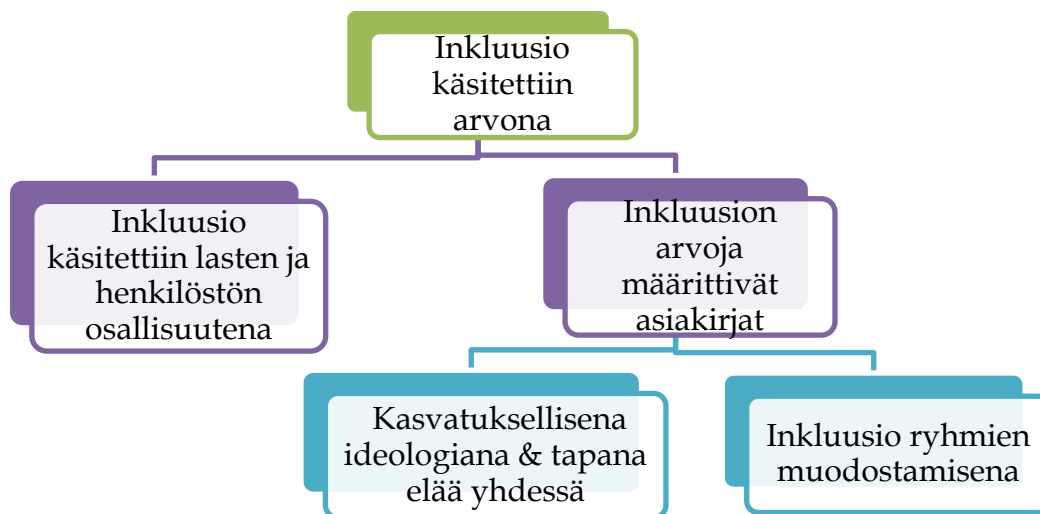 Inkluusio
käsitettiin
arvona
Inkluusio
käsitettiin lasten ja
henkilöstön
osallisuutena
Inkluusion
arvoja
määrittivät
asiakirjat
Kasvatuksellisena
ideologiana & tapana
elää yhdessä
Inkluusio ryhmien
muodostamisena